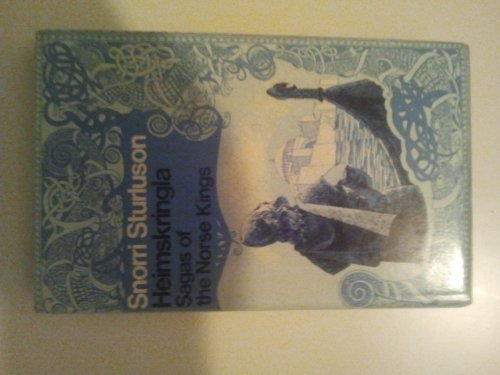 Snorri Sturluson
Heimskringla
Sagas of
the Norse Kings